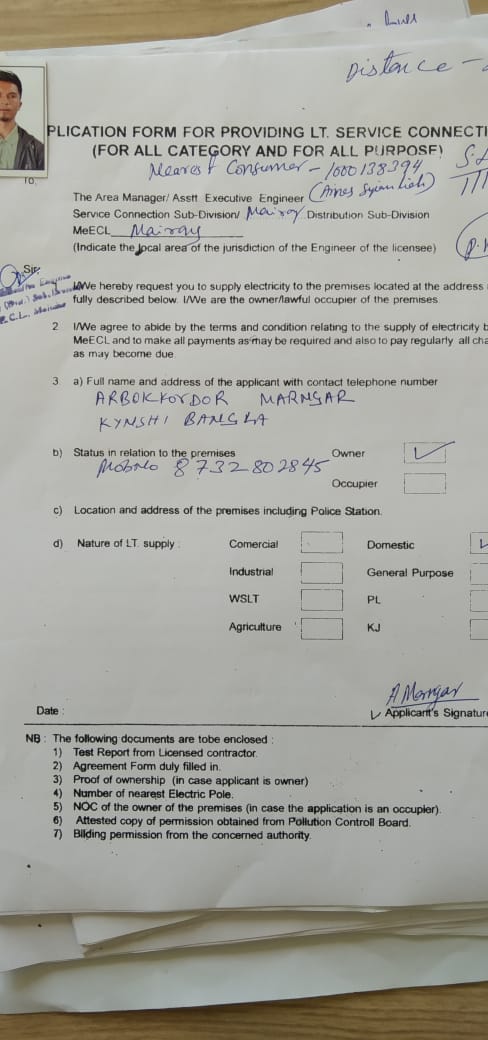 Distence -
PLICATION FORM FOR PROVIDING LT. SERVICE CONNECTI
(FOR ALL CATEGORY AND FOR ALL PURPOSE)
Nearest Consumer - 1000138394
To,
The Area Manager/ Asstt. Executive Engineer
Service Connection Sub-Division/ Mairang Distribution Sub-Division
MeECL Mairang
(Indicate the local area of the jurisdiction of the Engineer of the licensee)
Sir,
1 I/We hereby request you to supply electricity to the premises located at the address
fully described below. I/We are the owner/lawful occupier of the premises.
2 I/We agree to abide by the terms and condition relating to the supply of electricity b
MeECL and to make all payments as may be required and also to pay regularly all cha
as may become due
3 a) Full name and address of the applicant with contact telephone number
ARBOKKORDOR MARNGAR
KYNSHI BANGLA
b) Status in relation to the premises Owner
Mob No 8732802845
Occupier
c) Location and address of the premises including Police Station.
d) Nature of LT. supply : Comercial Domestic
Industrial General Purpose
WSLT PL
Agriculture KJ
A Marngar
Date : Applicant's Signature
NB : The following documents are tobe enclosed :
1) Test Report from Licensed contractor.
2) Agreement Form duly filled in.
3) Proof of ownership (in case applicant is owner)
4) Number of nearest Electric Pole.
5) NOC of the owner of the premises (in case the application is an occupier).
6) Attested copy of permission obtained from Pollution Controll Board.
7) Bilding permission from the concerned authority.